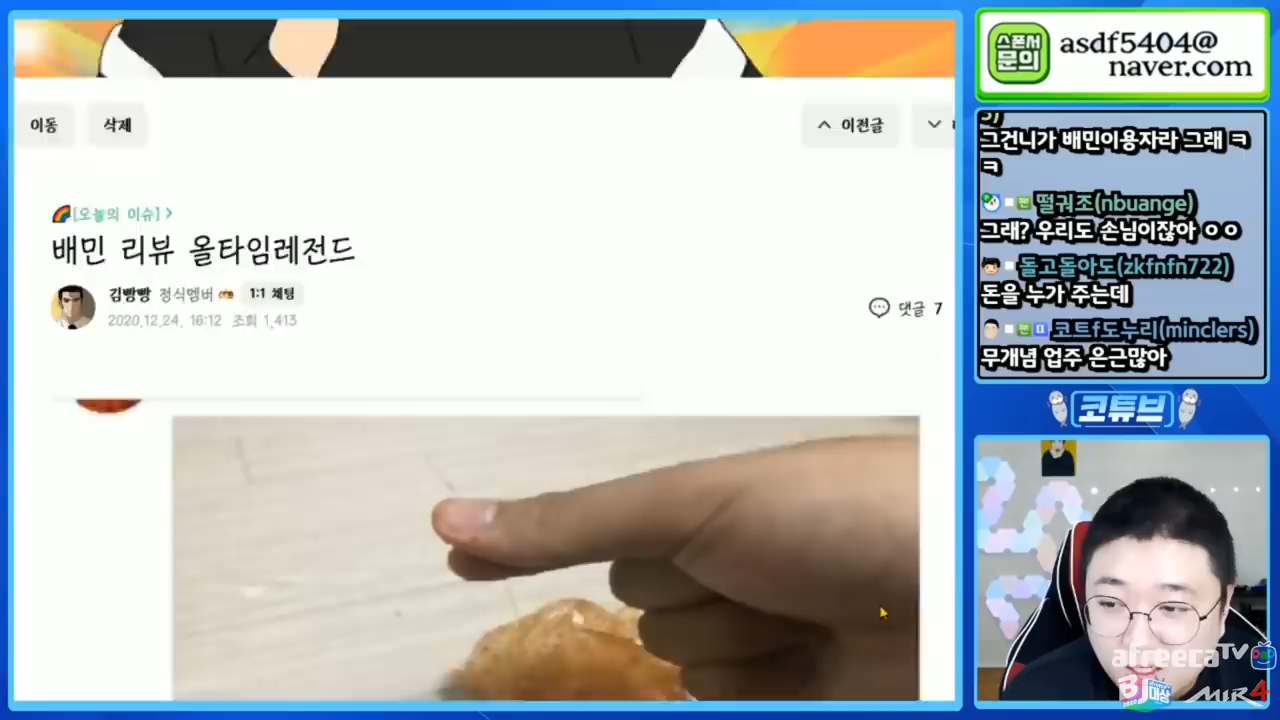 이동
삭제
이전글
[오늘의 이슈]
배민 리뷰 올타임레전드
김빵빵 정식멤버 1:1 채팅
2020.12.24. 16:12 조회 1,413
댓글 7
스폰서
문의
asdf5404@
naver.com
그건니가 배민이용자라 그래 ㅋ
ㅋ
팬 떨궈조(nbuange)
그래? 우리도 손님이잖아 ㅇㅇ
돌고돌아도(zkfnfn722)
돈을 누가 주는데
팬 코트f도누리(minclers)
무개념 업주 은근많아
코튜브
afreecaTV
BJ대상
MIR4